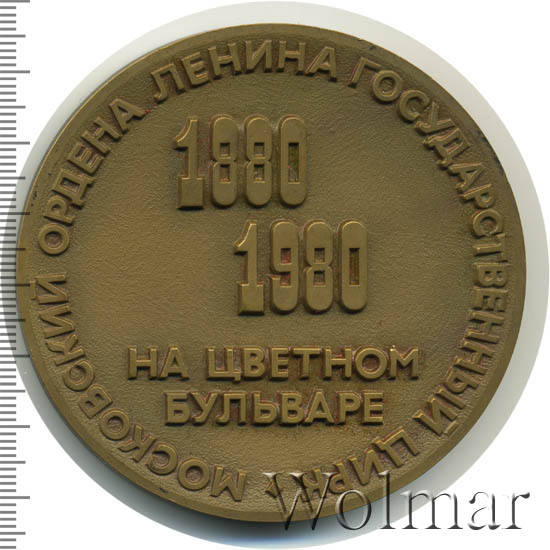 МОСКОВСКИЙ ОРДЕНА ЛЕНИНА ГОСУДАРСТВЕННЫЙ ЦИРК
1880
1980
НА ЦВЕТНОМ
БУЛЬВАРЕ
Wolmar